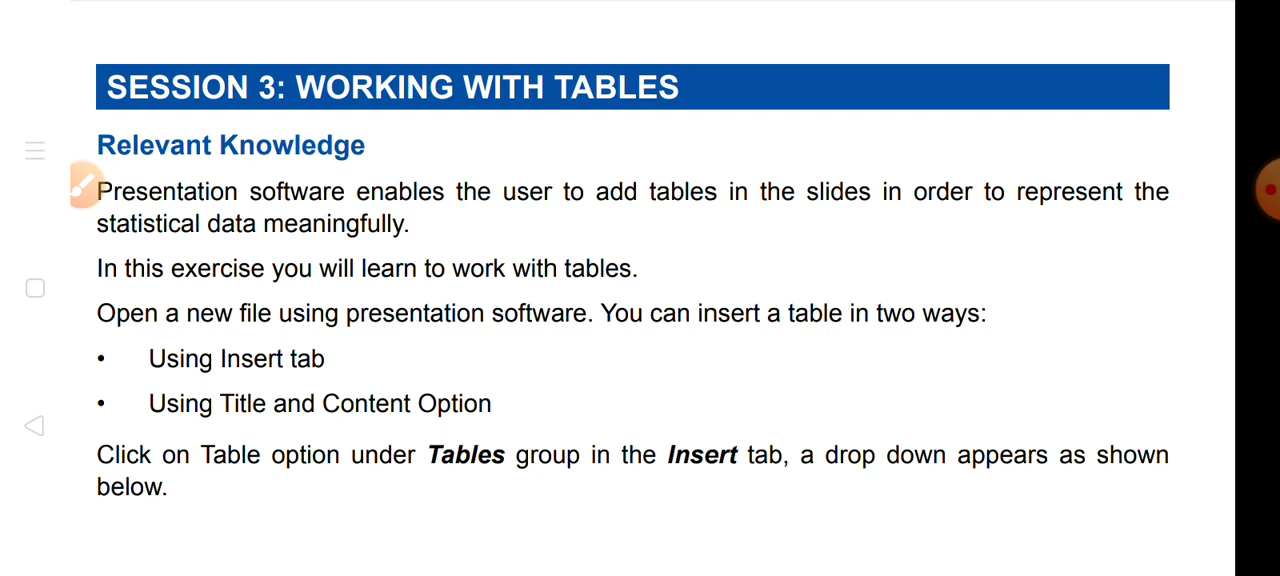 SESSION 3: WORKING WITH TABLES
Relevant Knowledge
Presentation software enables the user to add tables in the slides in order to represent the
statistical data meaningfully.
In this exercise you will learn to work with tables.
Open a new file using presentation software. You can insert a table in two ways:
• Using Insert tab
• Using Title and Content Option
Click on Table option under Tables group in the Insert tab, a drop down appears as shown
below.